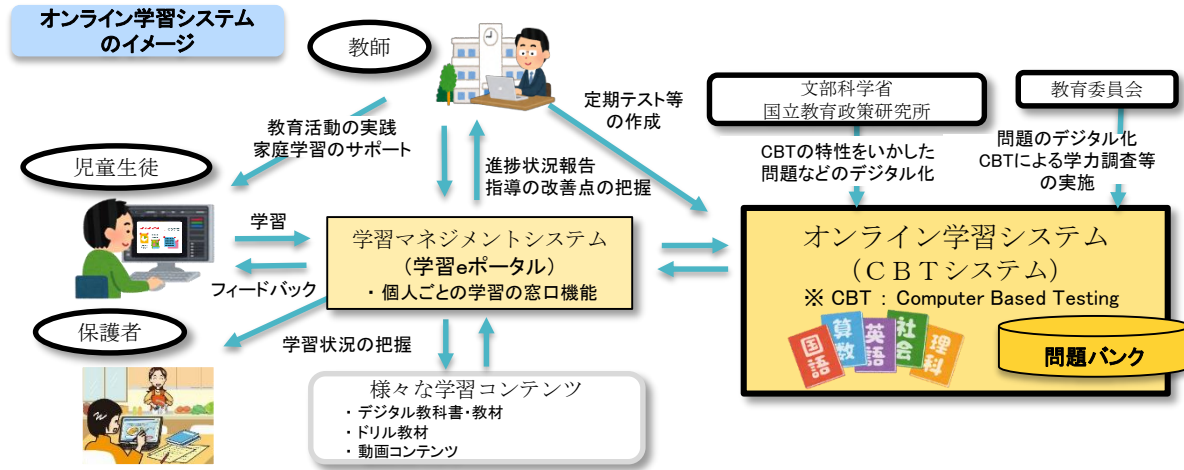 オンライン学習システム
のイメージ
教師
文部科学省
国立教育政策研究所
教育委員会
定期テスト等
の作成
教育活動の実践
家庭学習のサポート
進捗状況報告
指導の改善点の把握
CBTの特性をいかした
問題などのデジタル化
問題のデジタル化
CBTによる学力調査等
の実施
児童生徒
学習
フィードバック
学習マネジメントシステム
（学習eポータル）
・個人ごとの学習の窓口機能
オンライン学習システム
（ＣＢＴシステム）
※ CBT : Computer Based Testing
国語
算数
英語
社会
理科
問題バンク
保護者
学習状況の把握
様々な学習コンテンツ
・デジタル教科書・教材
・ドリル教材
・動画コンテンツ